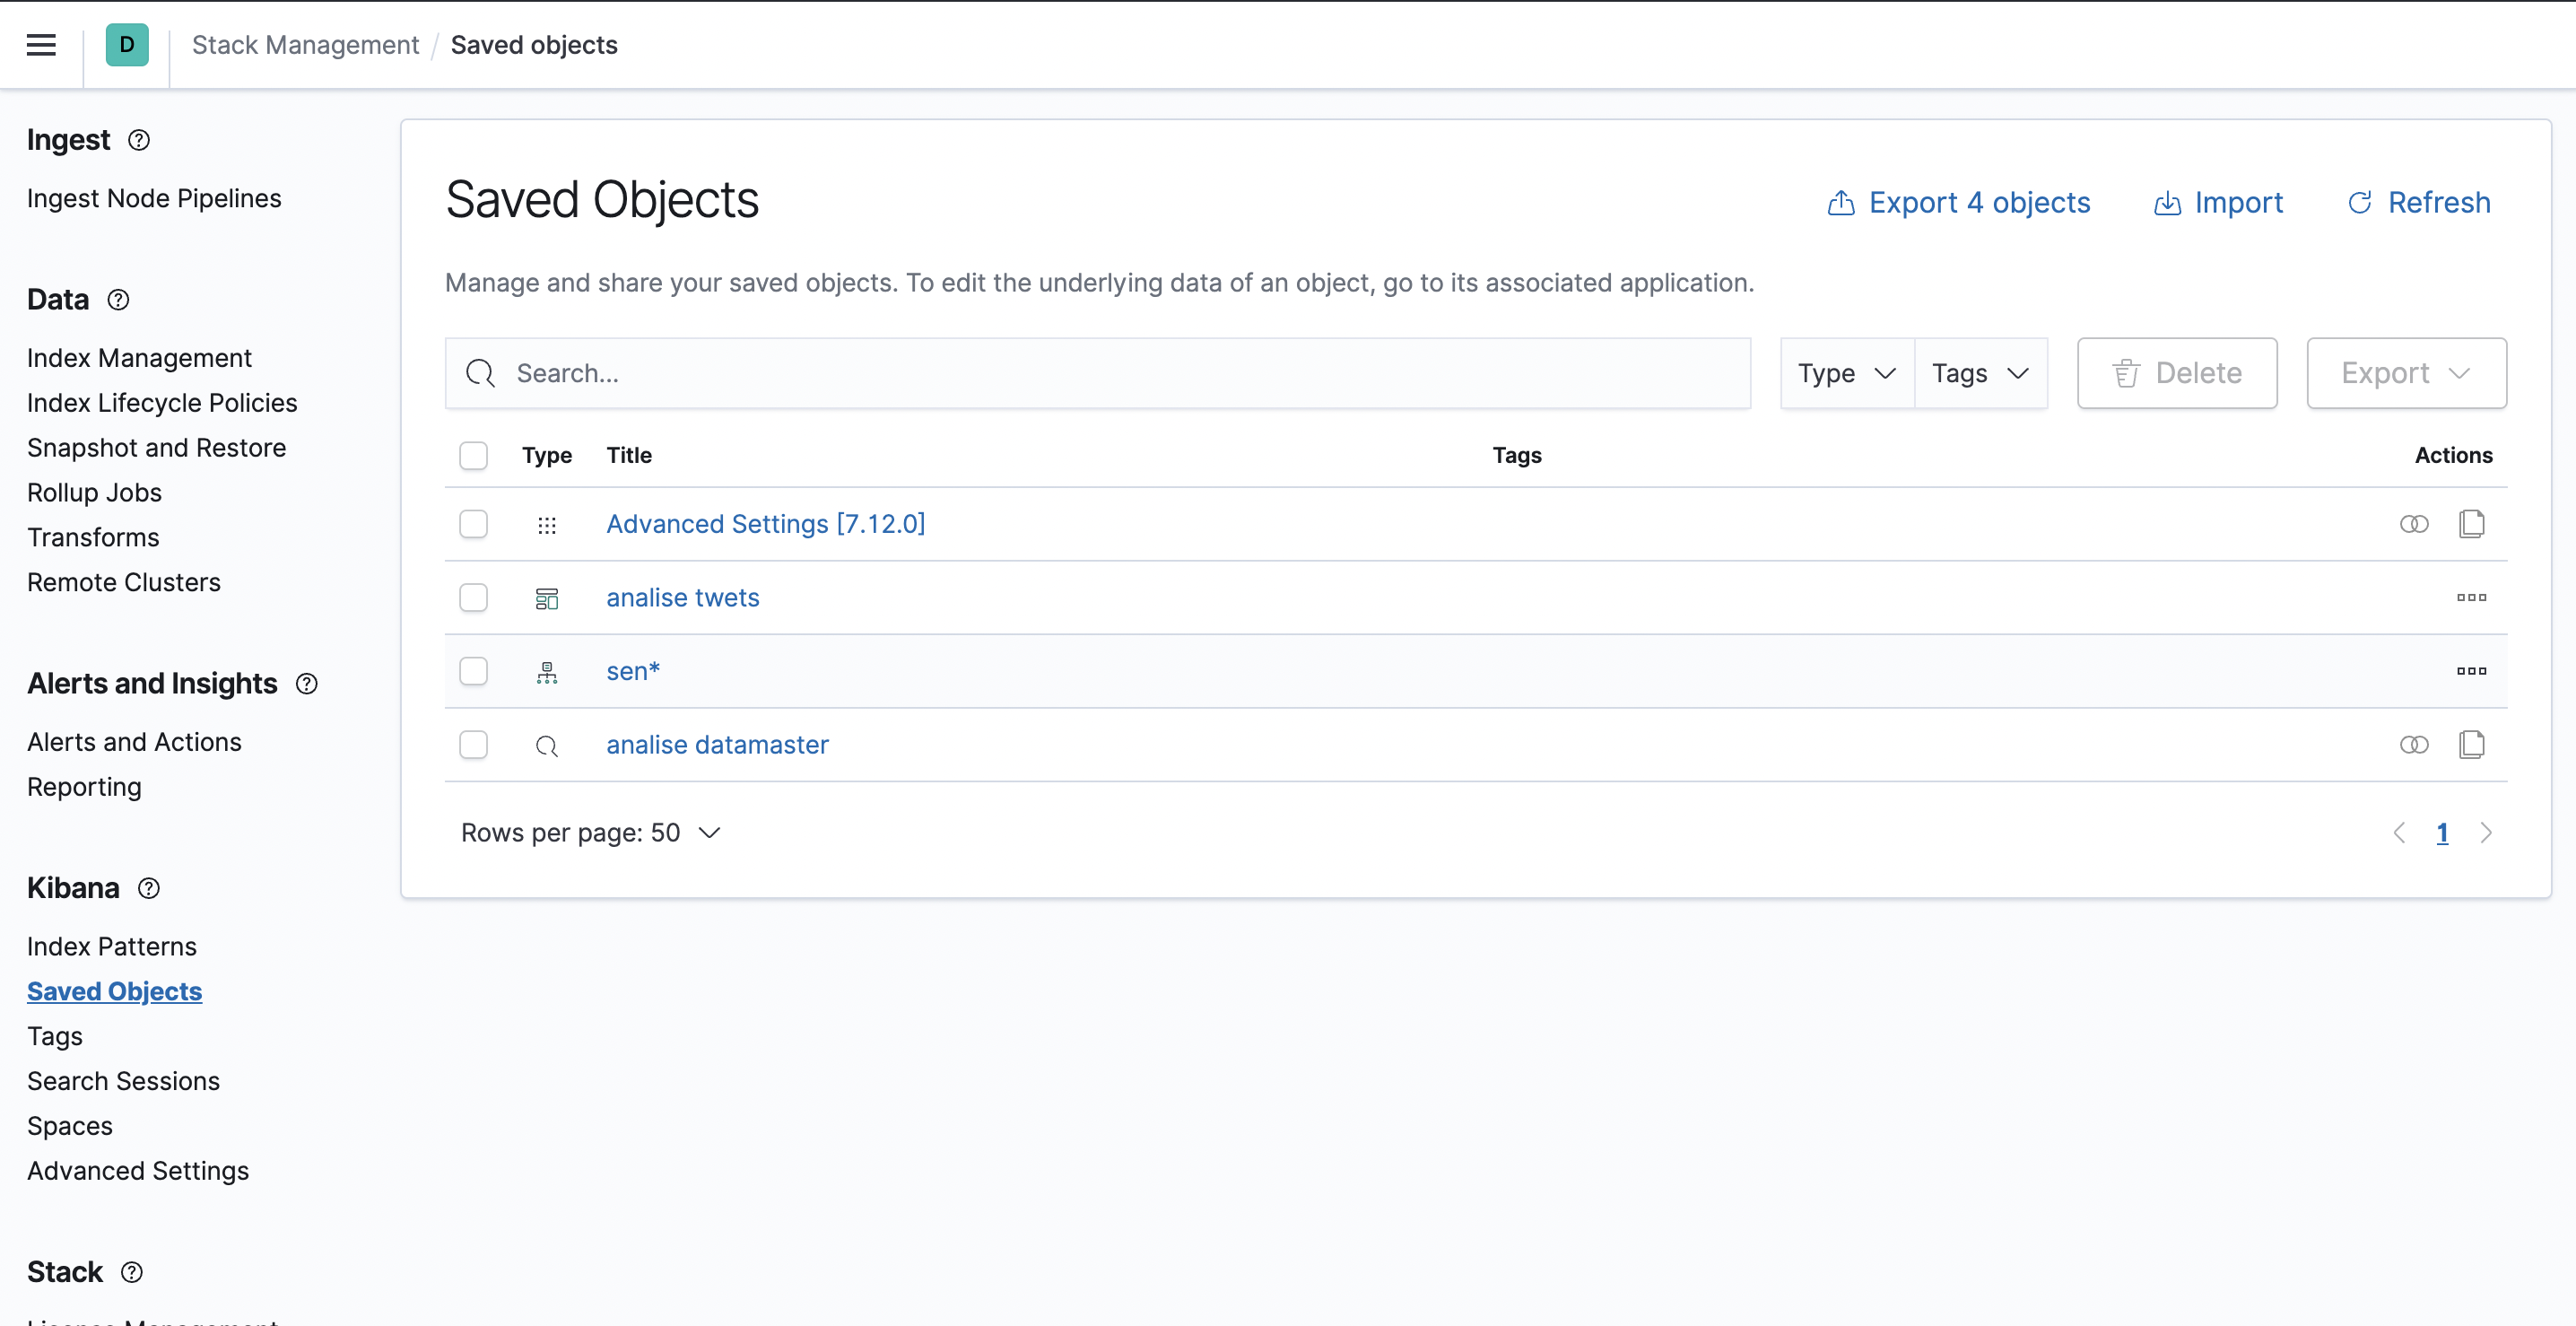 D Stack Management / Saved objects
Ingest
Ingest Node Pipelines
Data
Index Management
Index Lifecycle Policies
Snapshot and Restore
Rollup Jobs
Transforms
Remote Clusters
Alerts and Insights
Alerts and Actions
Reporting
Kibana
Index Patterns
Saved Objects
Tags
Search Sessions
Spaces
Advanced Settings
Stack
License Management
Saved Objects
Export 4 objects Import Refresh
Manage and share your saved objects. To edit the underlying data of an object, go to its associated application.
Search... Type Tags Delete Export
Type Title Tags Actions
Advanced Settings [7.12.0]
analise twets
sen*
analise datamaster
Rows per page: 50 1